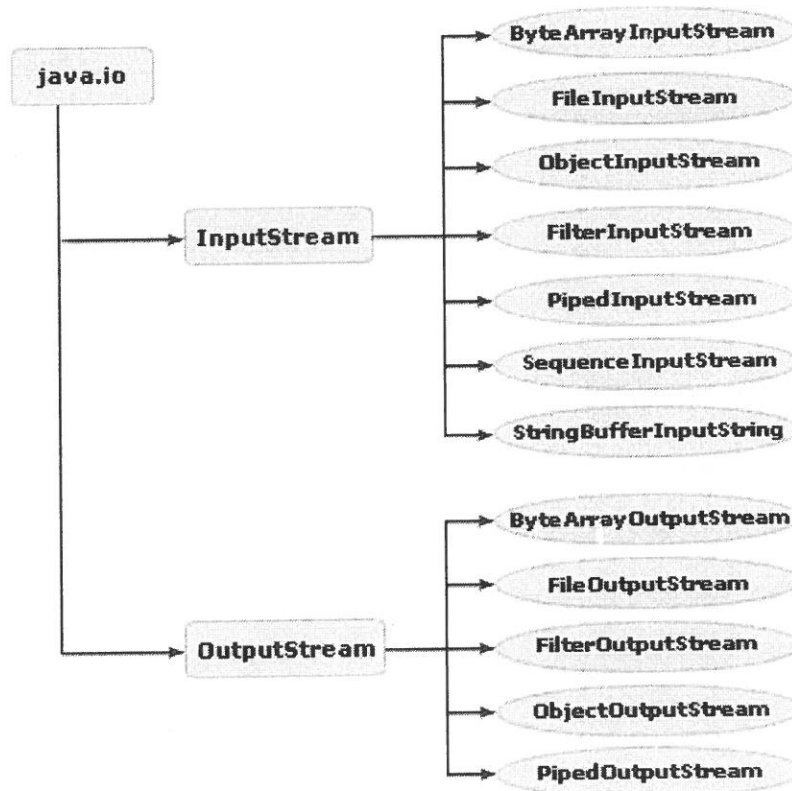 java.io
InputStream
ByteArrayInputStream
FileInputStream
ObjectInputStream
FilterInputStream
PipedInputStream
SequenceInputStream
StringBufferInputString
OutputStream
ByteArrayOutputStream
FileOutputStream
FilterOutputStream
ObjectOutputStream
PipedOutputStream